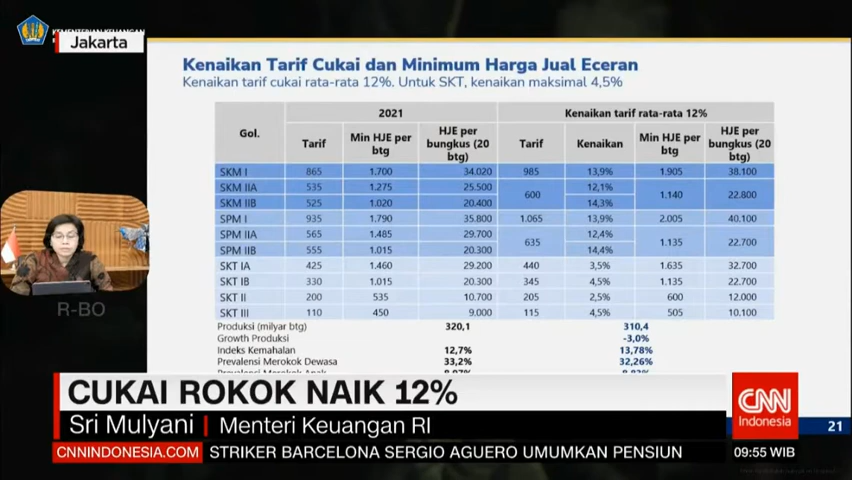 Jakarta
Kenaikan Tarif Cukai dan Minimum Harga Jual Eceran
Kenaikan tarif cukai rata-rata 12%. Untuk SKT, kenaikan maksimal 4,5%
Gol. 2021 Kenaikan tarif rata-rata 12%
Tarif Min HJE per btg HJE per bungkus (20 btg) Tarif Kenaikan Min HJE per btg HJE per bungkus (20 btg)
SKM I 865 1.700 34.020 985 13,9% 1.905 38.100
SKM IIA 535 1.275 25.500 600 12,1% 1.140 22.800
SKM IIB 525 1.020 20.400 14,3%
SPM I 935 1.790 35.800 1.065 13,9% 2.005 40.100
SPM IIA 565 1.485 29.700 635 12,4% 1.135 22.700
SPM IIB 555 1.015 20.300 14,4%
SKT IA 425 1.460 29.200 440 3,5% 1.635 32.700
SKT IB 330 1.015 20.300 345 4,5% 1.135 22.700
SKT II 200 535 10.700 205 2,5% 600 12.000
SKT III 110 450 9.000 115 4,5% 505 10.100
Produksi (milyar btg) 320,1 310,4
Growth Produksi -3,0%
Indeks Kemahalan 12,7% 13,78%
Prevalensi Merokok Dewasa 33,2% 32,26%
R-BO
CUKAI ROKOK NAIK 12%
Sri Mulyani | Menteri Keuangan RI
CNN Indonesia
21
CNNINDONESIA.COM STRIKER BARCELONA SERGIO AGUERO UMUMKAN PENSIUN
09:55 WIB